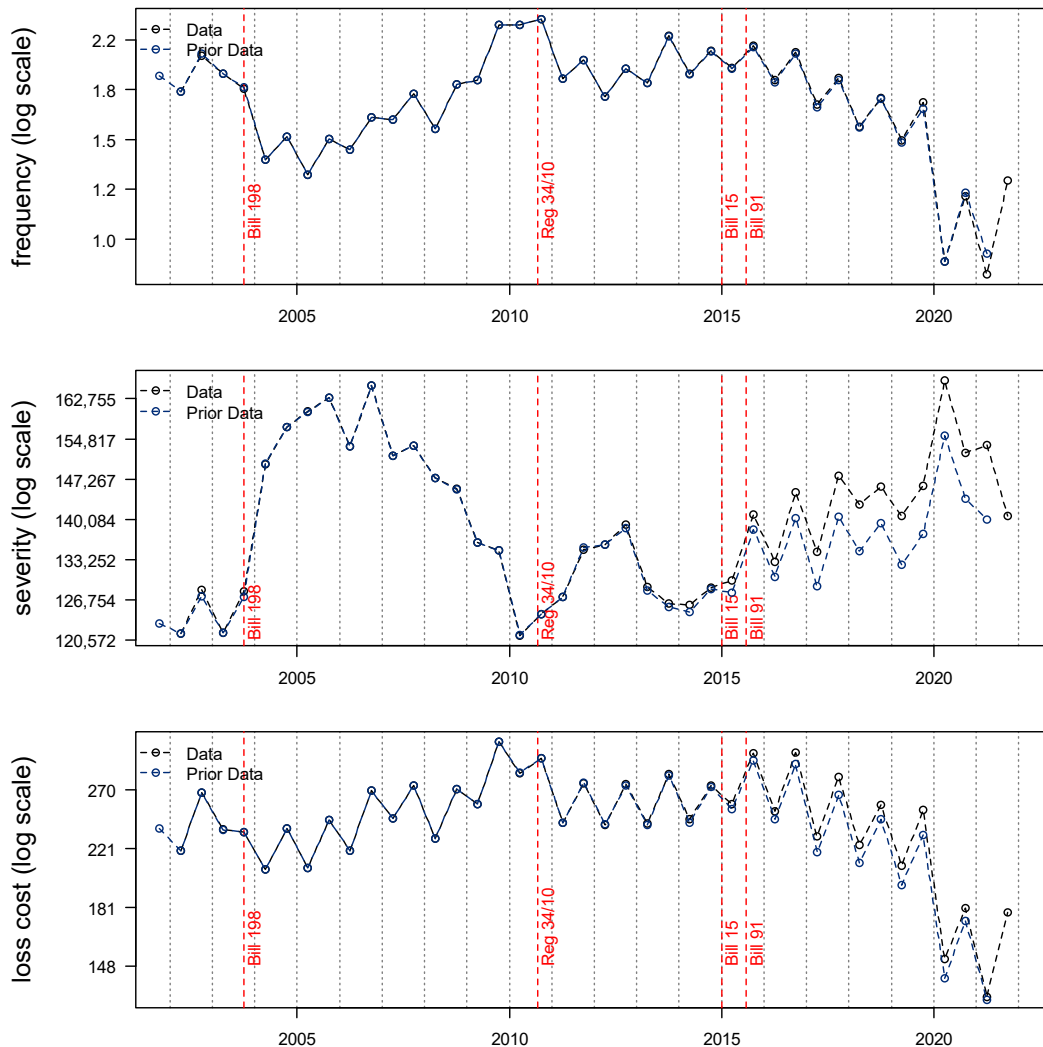 frequency (log scale)
2.2
1.8
1.5
1.2
1.0
Data
Prior Data
Bill 198
Reg 34/10
Bill 15
Bill 91
2005
2010
2015
2020
severity (log scale)
162,755
154,817
147,267
140,084
133,252
126,754
120,572
Data
Prior Data
Bill 198
Reg 34/10
Bill 15
Bill 91
2005
2010
2015
2020
loss cost (log scale)
270
221
181
148
Data
Prior Data
Bill 198
Reg 34/10
Bill 15
Bill 91
2005
2010
2015
2020